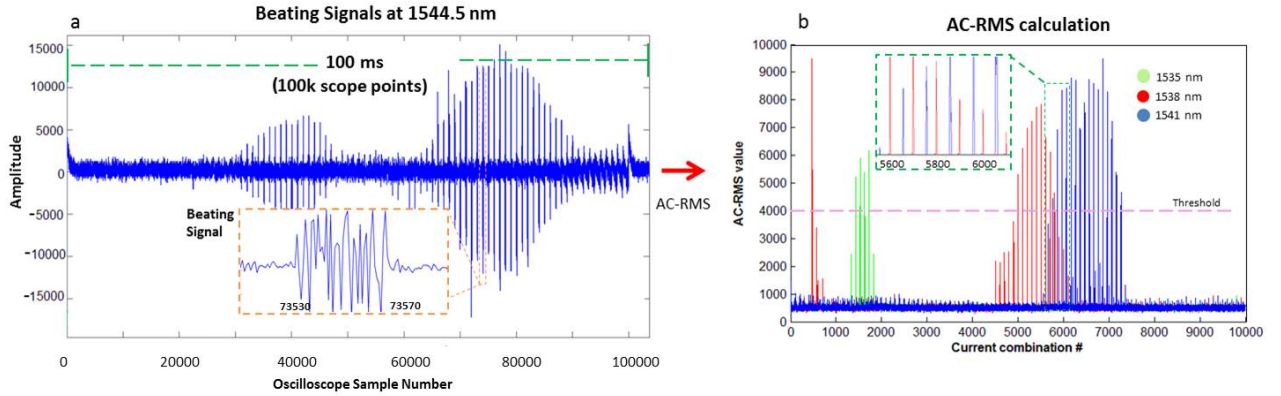 a
Beating Signals at 1544.5 nm
15000
10000
5000
0
−5000
−10000
−15000
Amplitude
100 ms
(100k scope points)
Beating
Signal
73530
73570
0
20000
40000
60000
80000
100000
Oscilloscope Sample Number
AC-RMS
b
AC-RMS calculation
10000
9000
8000
7000
6000
5000
4000
3000
2000
1000
0
AC-RMS value
5600
5800
6000
1535 nm
1538 nm
1541 nm
Threshold
0
1000
2000
3000
4000
5000
6000
7000
8000
9000
10000
Current combination #